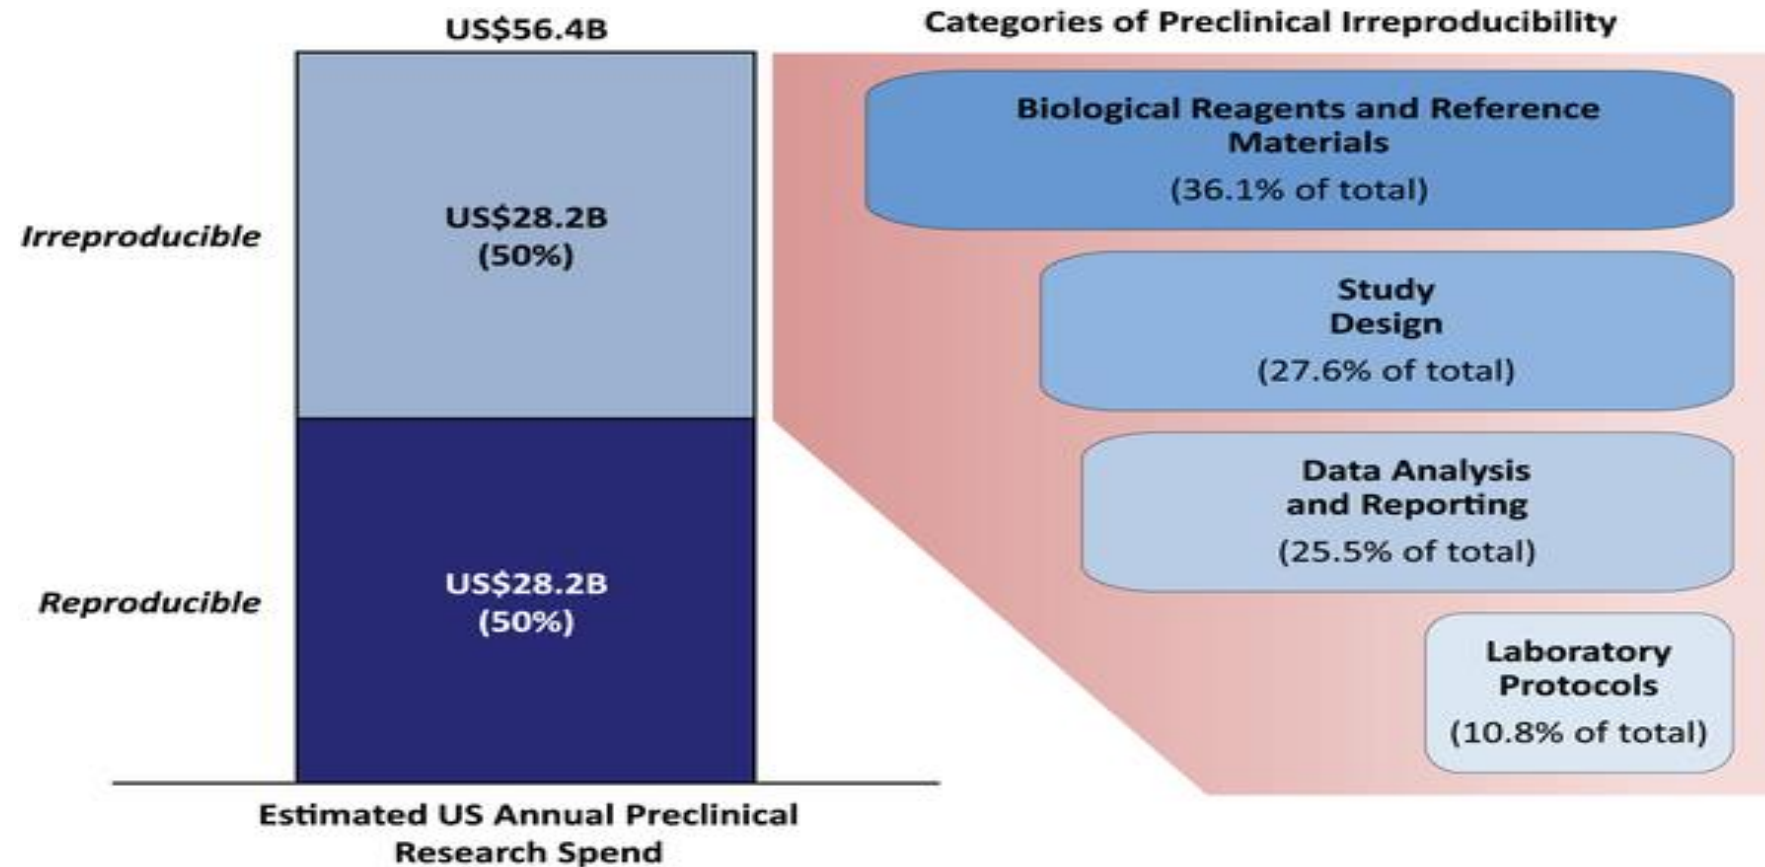 US$56.4B
Irreproducible
US$28.2B
(50%)
Reproducible
US$28.2B
(50%)
Estimated US Annual Preclinical
Research Spend
Categories of Preclinical Irreproducibility
Biological Reagents and Reference
Materials
(36.1% of total)
Study
Design
(27.6% of total)
Data Analysis
and Reporting
(25.5% of total)
Laboratory
Protocols
(10.8% of total)